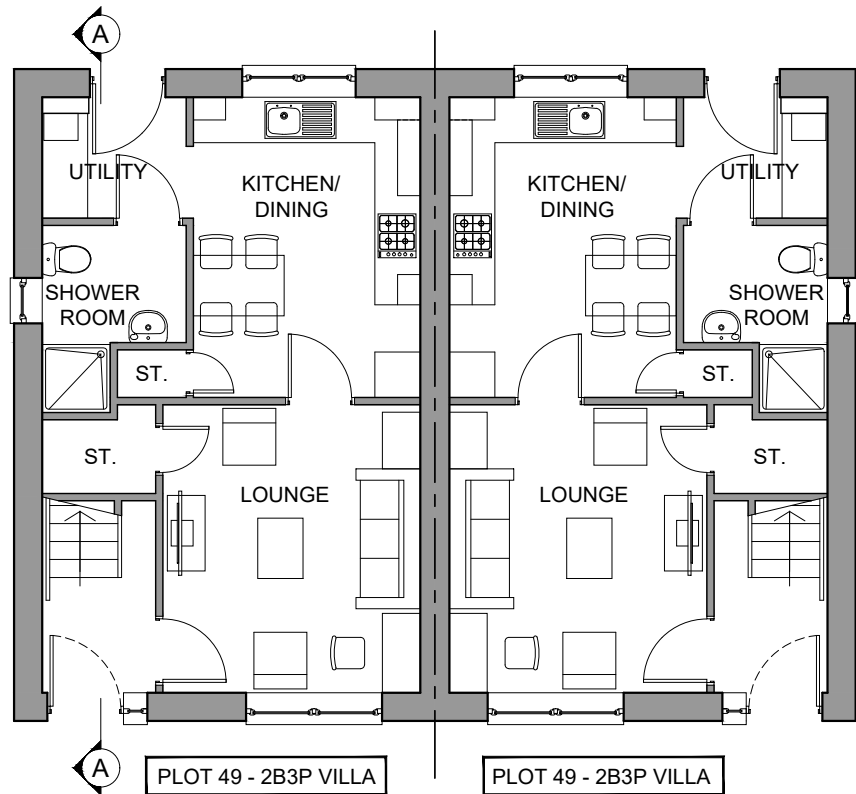 A
UTILITY
KITCHEN/
DINING
KITCHEN/
DINING
UTILITY
SHOWER
ROOM
SHOWER
ROOM
ST.
ST.
ST.
ST.
LOUNGE
LOUNGE
A
PLOT 49 - 2B3P VILLA
PLOT 49 - 2B3P VILLA